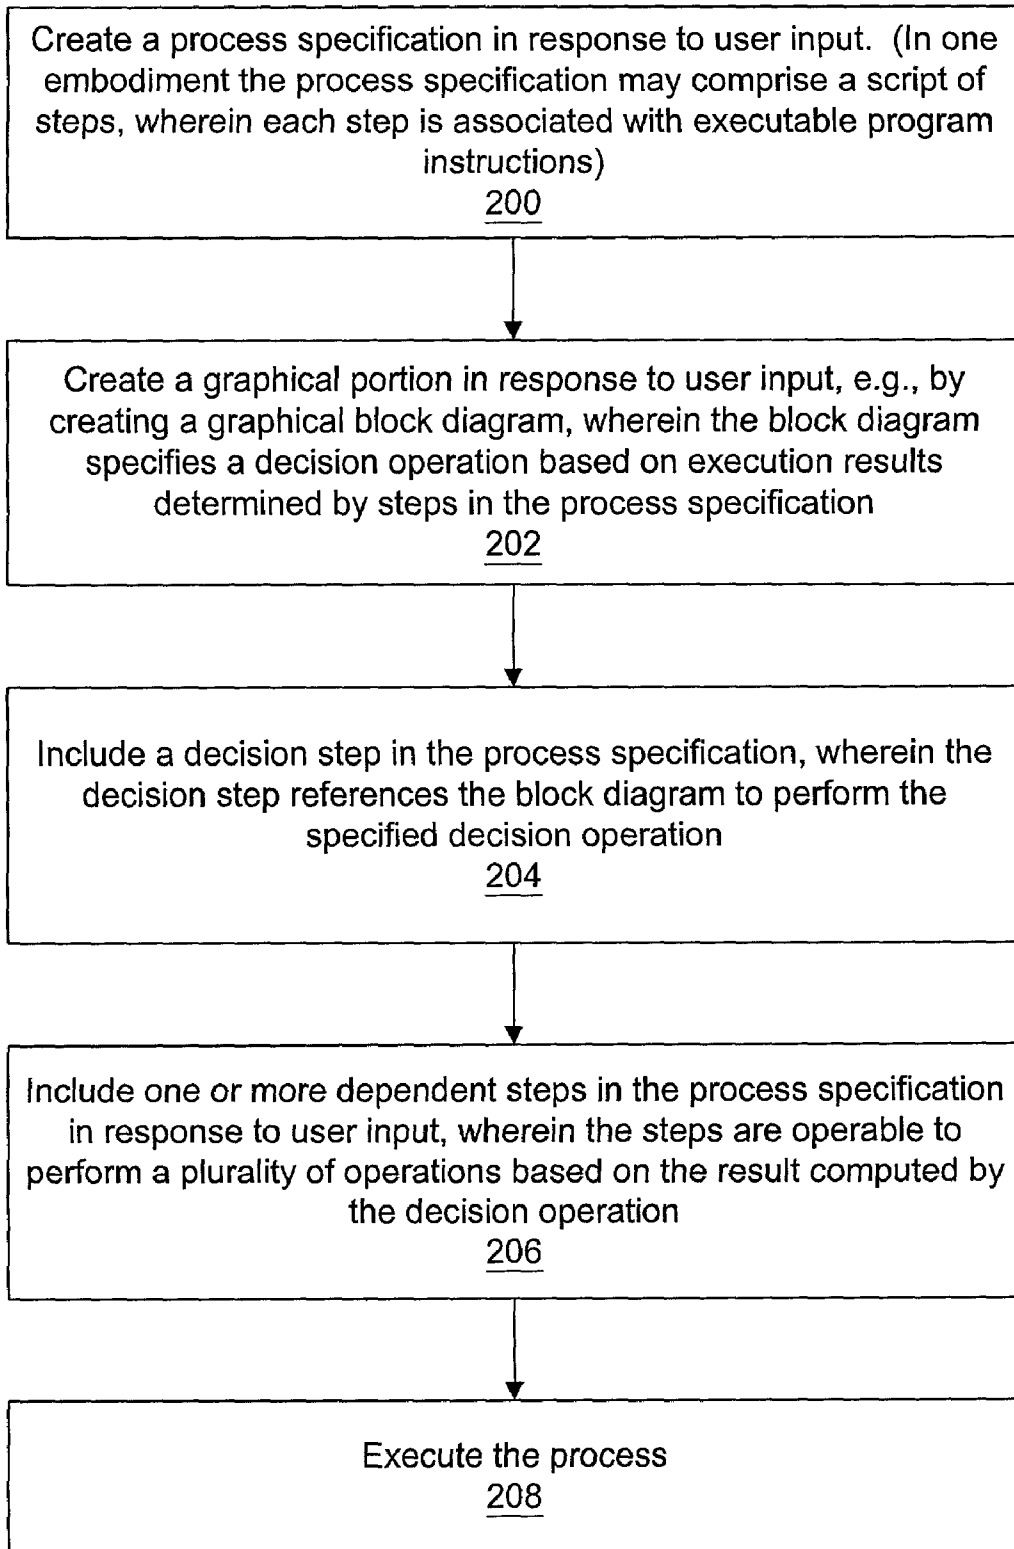 Create a process specification in response to user input. (In one
embodiment the process specification may comprise a script of
steps, wherein each step is associated with executable program
instructions)
200
Create a graphical portion in response to user input, e.g., by
creating a graphical block diagram, wherein the block diagram
specifies a decision operation based on execution results
determined by steps in the process specification
202
Include a decision step in the process specification, wherein the
decision step references the block diagram to perform the
specified decision operation
204
Include one or more dependent steps in the process specification
in response to user input, wherein the steps are operable to
perform a plurality of operations based on the result computed by
the decision operation
206
Execute the process
208